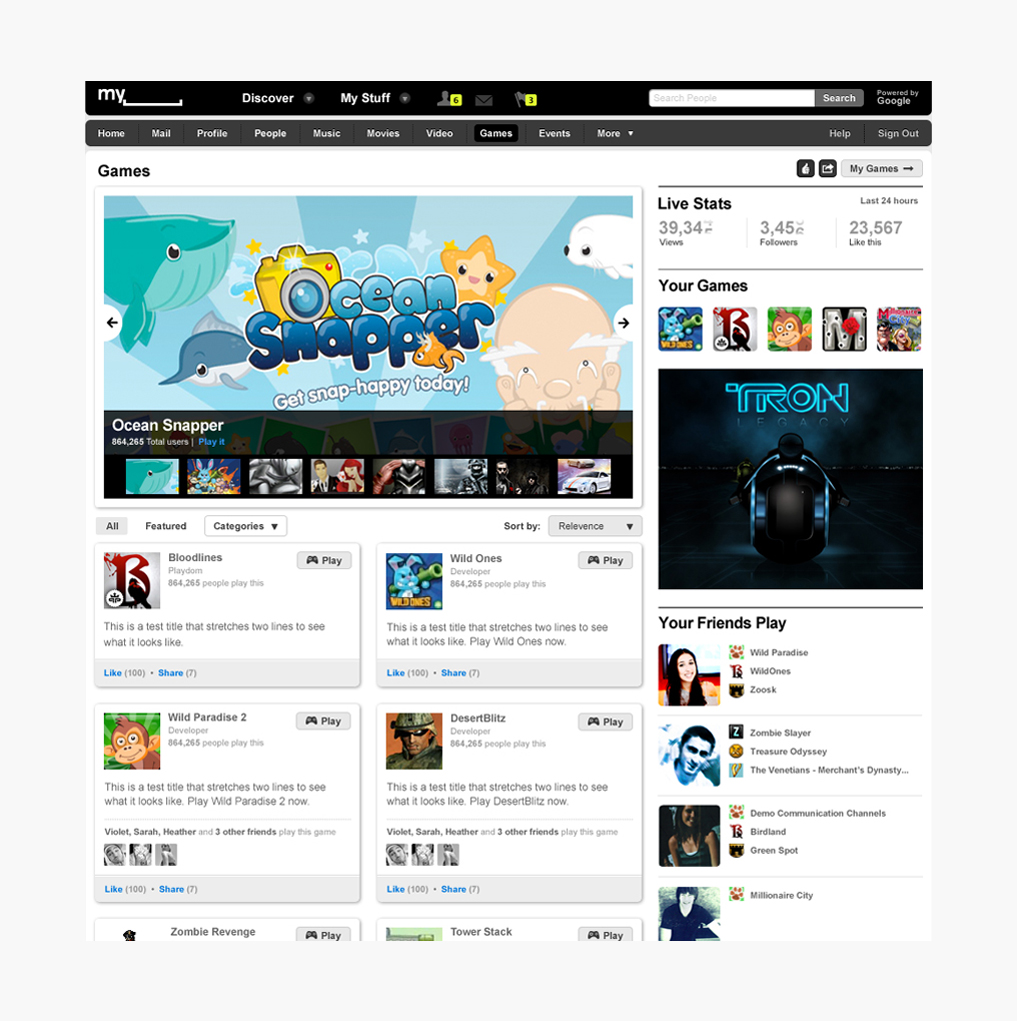 my
Discover
My Stuff
6
3
Search People
Search
Powered by
Google
Home
Mail
Profile
People
Music
Movies
Video
Games
Events
More
Help
Sign Out
Games
My Games
Ocean
Snapper
Get snap-happy today!
Ocean Snapper
864,265 Total users | Play it
Live Stats
Last 24 hours
23,567
Views
Followers
Like this
Your Games
WILD ONES
B
M
Millionaire
City
TRON
LEGACY
All
Featured
Categories
Sort by:
Relevence
B
Bloodlines
Playdom
864,265 people play this
Play
This is a test title that stretches two lines to see
what it looks like.
Like (100) • Share (7)
WILD ONES
Wild Ones
Developer
864,265 people play this
Play
This is a test title that stretches two lines to see
what it looks like. Play Wild Ones now.
Like (100) • Share (7)
Wild Paradise 2
Developer
864,265 people play this
Play
This is a test title that stretches two lines to see
what it looks like. Play Wild Paradise 2 now.
Violet, Sarah, Heather and 3 other friends play this game
Like (100) • Share (7)
DesertBlitz
Developer
864,265 people play this
Play
This is a test title that stretches two lines to see
what it looks like. Play DesertBlitz now.
Violet, Sarah, Heather and 3 other friends play this game
Like (100) • Share (7)
Zombie Revenge
Play
Tower Stack
Play
Your Friends Play
Wild Paradise
WildOnes
Zoosk
Z
Zombie Slayer
Treasure Odyssey
The Venetians - Merchant's Dynasty...
Demo Communication Channels
Birdland
Green Spot
Millionaire City